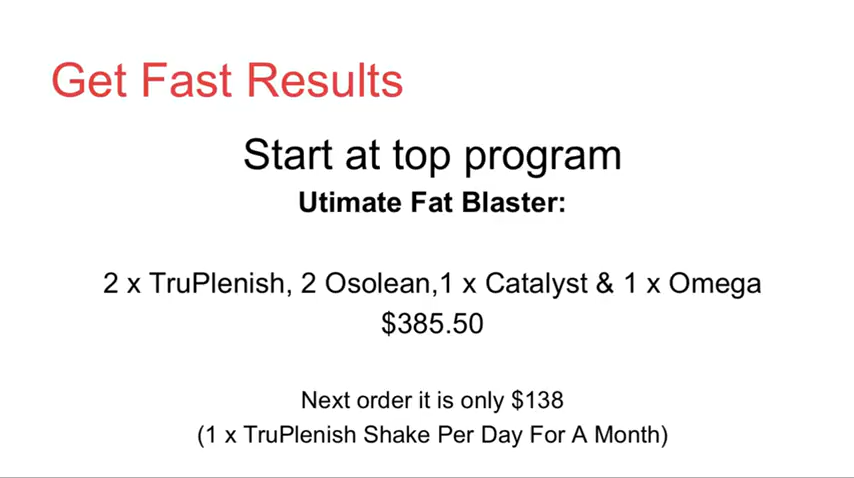 Get Fast Results
Start at top program
Utimate Fat Blaster:
2 x TruPlenish, 2 Osolean,1 x Catalyst & 1 x Omega
$385.50
Next order it is only $138
(1 x TruPlenish Shake Per Day For A Month)